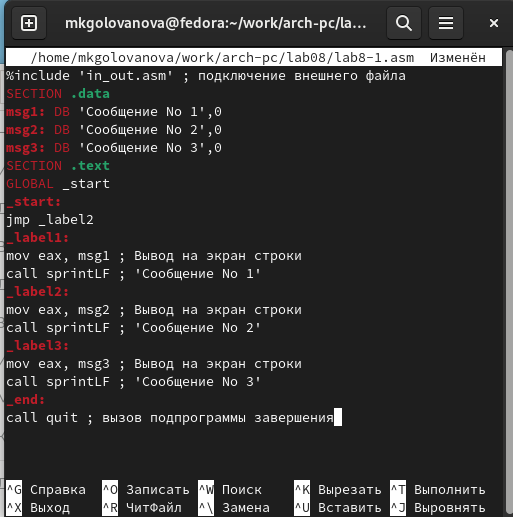 mkgolovanova@fedora:~/work/arch-pc/la...
/home/mkgolovanova/work/arch-pc/lab08/lab8-1.asm Изменён
%include 'in_out.asm' ; подключение внешнего файла
SECTION .data
msg1: DB 'Сообщение No 1',0
msg2: DB 'Сообщение No 2',0
msg3: DB 'Сообщение No 3',0
SECTION .text
GLOBAL _start
_start:
jmp _label2
_label1:
mov eax, msg1 ; Вывод на экран строки
call sprintLF ; 'Сообщение No 1'
_label2:
mov eax, msg2 ; Вывод на экран строки
call sprintLF ; 'Сообщение No 2'
_label3:
mov eax, msg3 ; Вывод на экран строки
call sprintLF ; 'Сообщение No 3'
_end:
call quit ; вызов подпрограммы завершения
^G Справка ^O Записать ^W Поиск ^K Вырезать ^T Выполнить
^X Выход ^R ЧитФайл ^\ Замена ^U Вставить ^J Выровнять